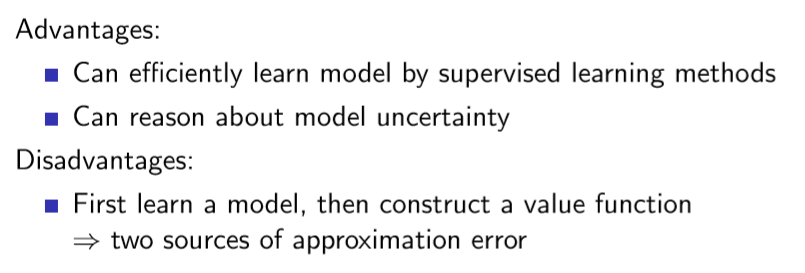 Advantages:
Can efficiently learn model by supervised learning methods
Can reason about model uncertainty
Disadvantages:
First learn a model, then construct a value function
⇒ two sources of approximation error